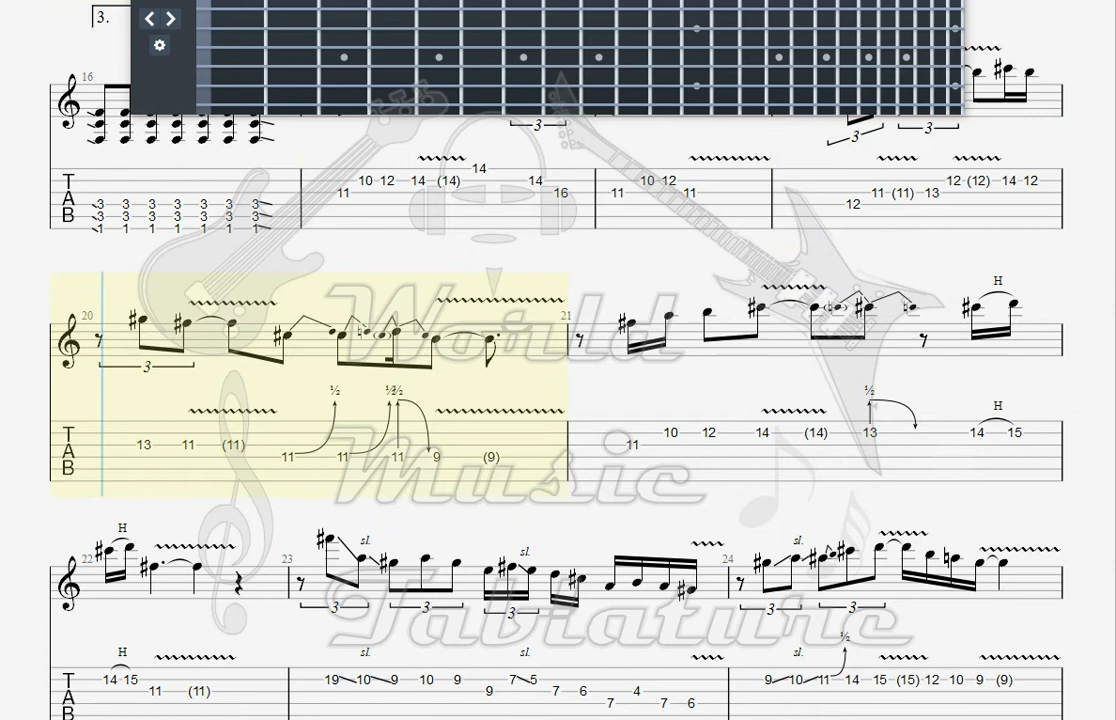 3.
16
3 3
3
14
10 12 14 (14) 14 10 12 12 (12) 14 12
11 16 11 11 11 (11) 13
3 3 3 3 3 3 12
3 3 3 3 3 3
1 1 1 1 1 1
T
A
B
World
20 21
H
3
½ ½ ½ ½
H
10 12 14 (14) 13 14 15
13 11 (11) 11
11 11 11 9 (9)
T
A
B
Music
22 23 24
H sl. sl. sl.
3 3 3 3 3
Tablature
½
H sl. sl. sl.
14 15 19 10 9 10 9 7 5 9 10 11 14 15 (15) 12 10 9 (9)
11 (11) 9 7 6 4
7 7 6
T
A
B